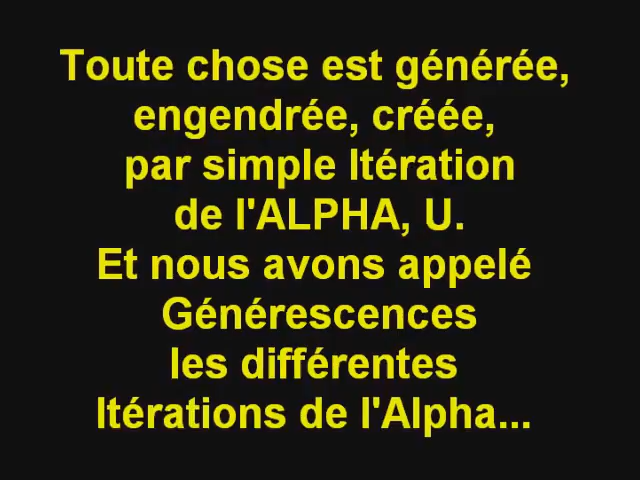 Toute chose est générée,
engendrée, créée,
par simple Itération
de l'ALPHA, U.
Et nous avons appelé
Générescences
les différentes
Itérations de l'Alpha...